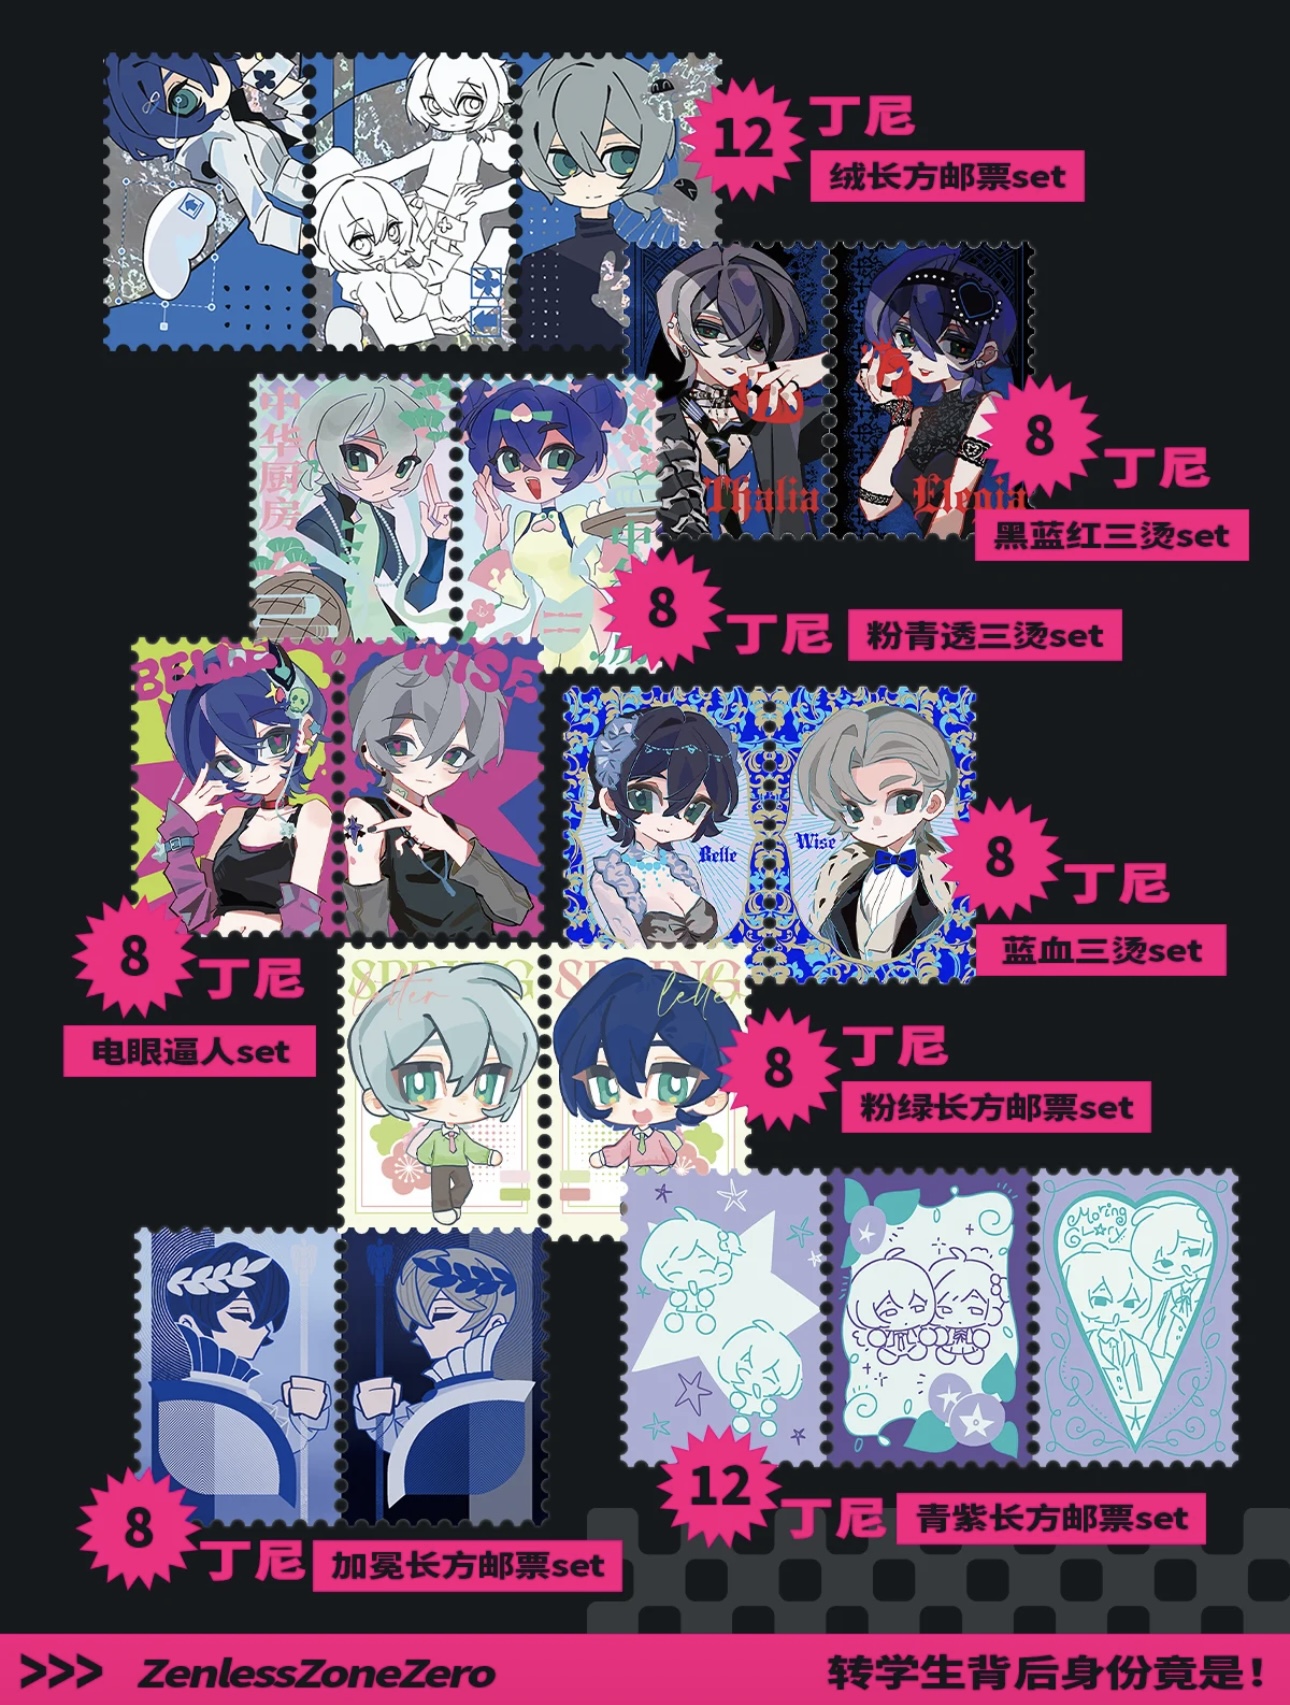 12
丁尼
绒长方邮票set
Thalia
Elegia
8
丁尼
黑蓝红三烫set
中华厨房
8
丁尼
粉青透三烫set
BELLE
WISE
Belle
Wise
8
丁尼
蓝血三烫set
8
丁尼
电眼逼人set
SPRING
letter
SPRING
letter
8
丁尼
粉绿长方邮票set
Moring
Glory
12
丁尼
青紫长方邮票set
8
丁尼
加冕长方邮票set
>>> ZenlessZoneZero
转学生背后身份竟是!